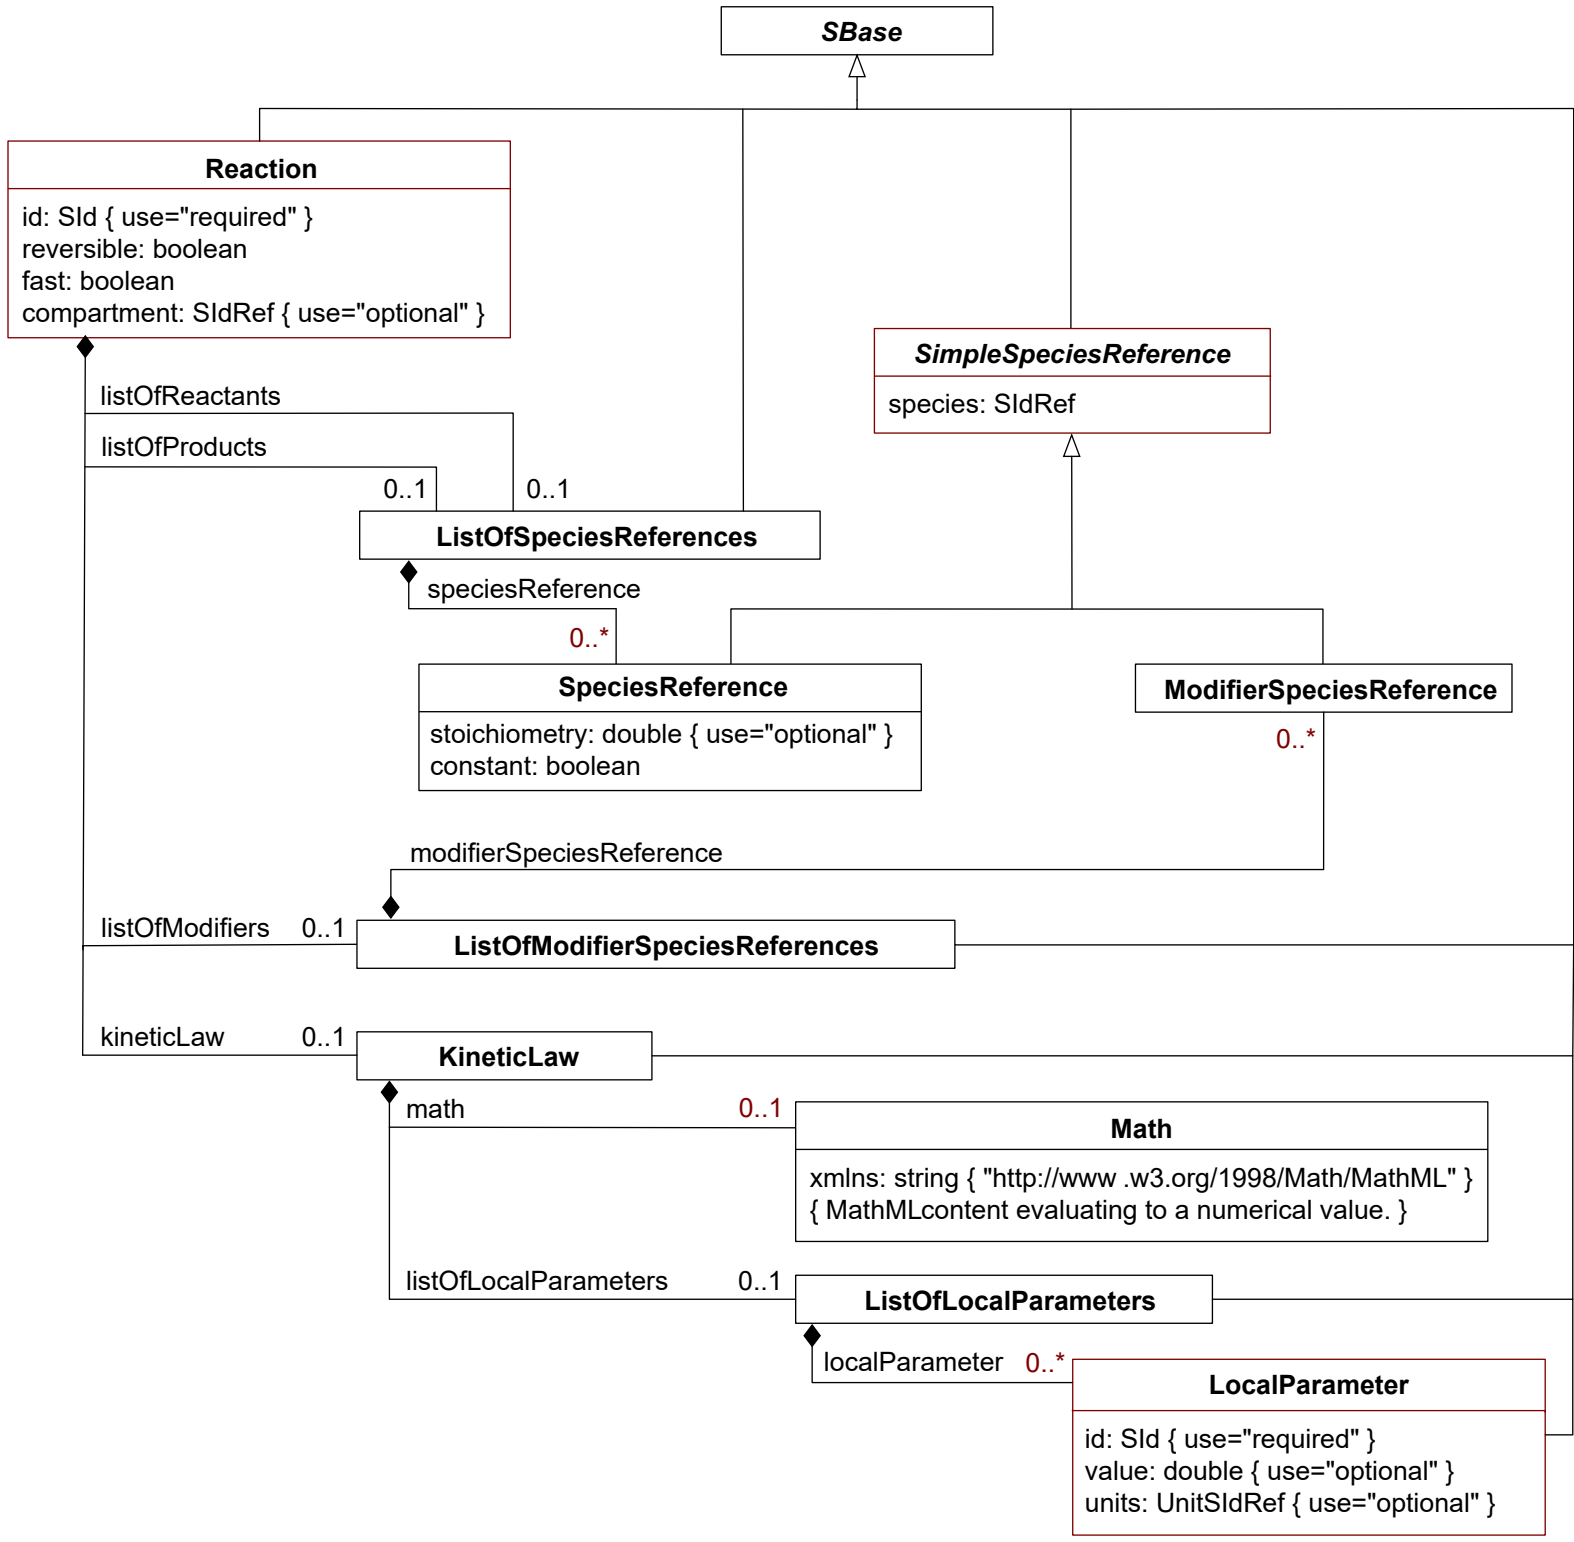 SBase
Reaction
id: SId { use="required" }
reversible: boolean
fast: boolean
compartment: SIdRef { use="optional" }
SimpleSpeciesReference
species: SIdRef
listOfReactants
listOfProducts
0..1
0..1
ListOfSpeciesReferences
speciesReference
0..*
SpeciesReference
stoichiometry: double { use="optional" }
constant: boolean
ModifierSpeciesReference
0..*
modifierSpeciesReference
listOfModifiers
0..1
ListOfModifierSpeciesReferences
kineticLaw
0..1
KineticLaw
math
0..1
Math
xmlns: string { "http://www .w3.org/1998/Math/MathML" }
{ MathMLcontent evaluating to a numerical value. }
listOfLocalParameters
0..1
ListOfLocalParameters
localParameter
0..*
LocalParameter
id: SId { use="required" }
value: double { use="optional" }
units: UnitSIdRef { use="optional" }